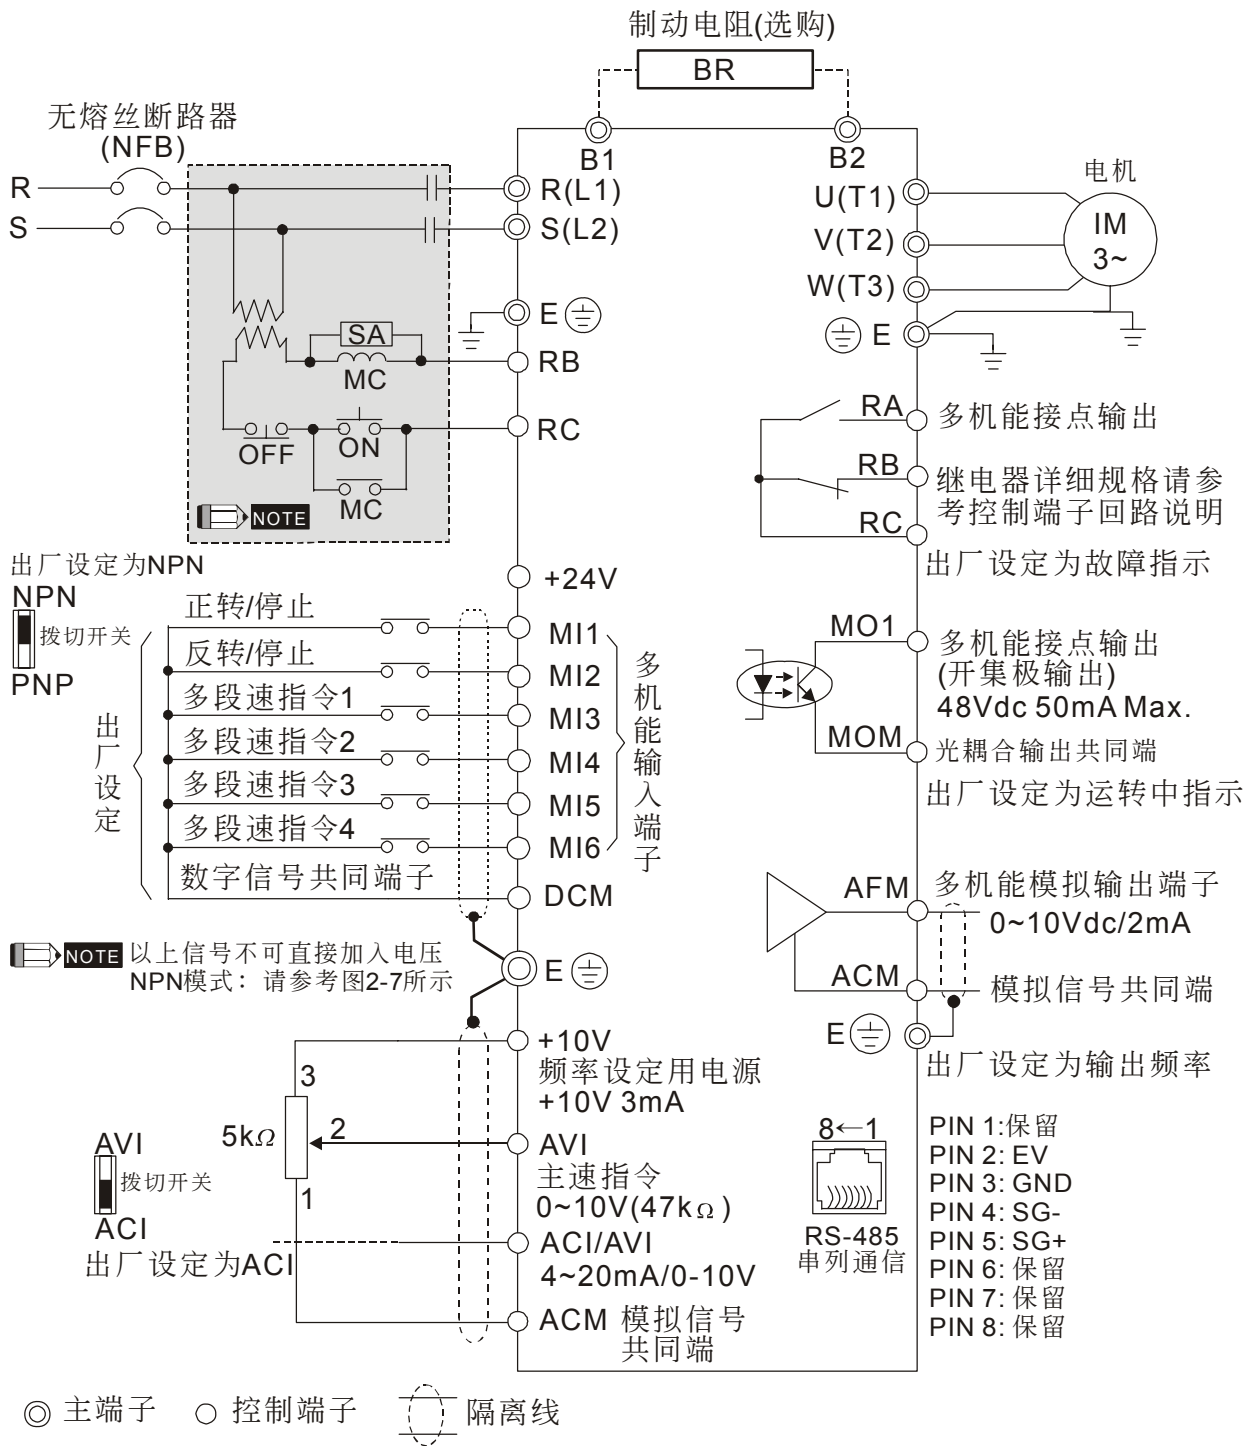 制动电阻(选购)
BR
无熔丝断路器
(NFB)
B1
B2
R
R(L1)
S
S(L2)
电机
U(T1)
V(T2)
W(T3)
IM
3~
E
E
SA
MC
RB
OFF
ON
RC
MC
NOTE
RA
多机能接点输出
RB
继电器详细规格请参
考控制端子回路说明
RC
出厂设定为故障指示
出厂设定为NPN
NPN
拨切开关
PNP
出厂设定
+24V
正转/停止
MI1
反转/停止
MI2
多段速指令1
MI3
多段速指令2
MI4
多段速指令3
MI5
多段速指令4
MI6
数字信号共同端子
DCM
多机能输入端子
MO1
多机能接点输出
(开集极输出)
48Vdc 50mA Max.
MOM
光耦合输出共同端
出厂设定为运转中指示
NOTE 以上信号不可直接加入电压
NPN模式：请参考图2-7所示
E
AFM
多机能模拟输出端子
0~10Vdc/2mA
ACM
模拟信号共同端
E
出厂设定为输出频率
+10V
频率设定用电源
+10V 3mA
3
5kΩ
2
1
AVI
拨切开关
ACI
出厂设定为ACI
AVI
主速指令
0~10V(47kΩ)
ACI/AVI
4~20mA/0-10V
ACM 模拟信号
共同端
8←1
RS-485
串列通信
PIN 1:保留
PIN 2: EV
PIN 3: GND
PIN 4: SG-
PIN 5: SG+
PIN 6: 保留
PIN 7: 保留
PIN 8: 保留
主端子
控制端子
隔离线